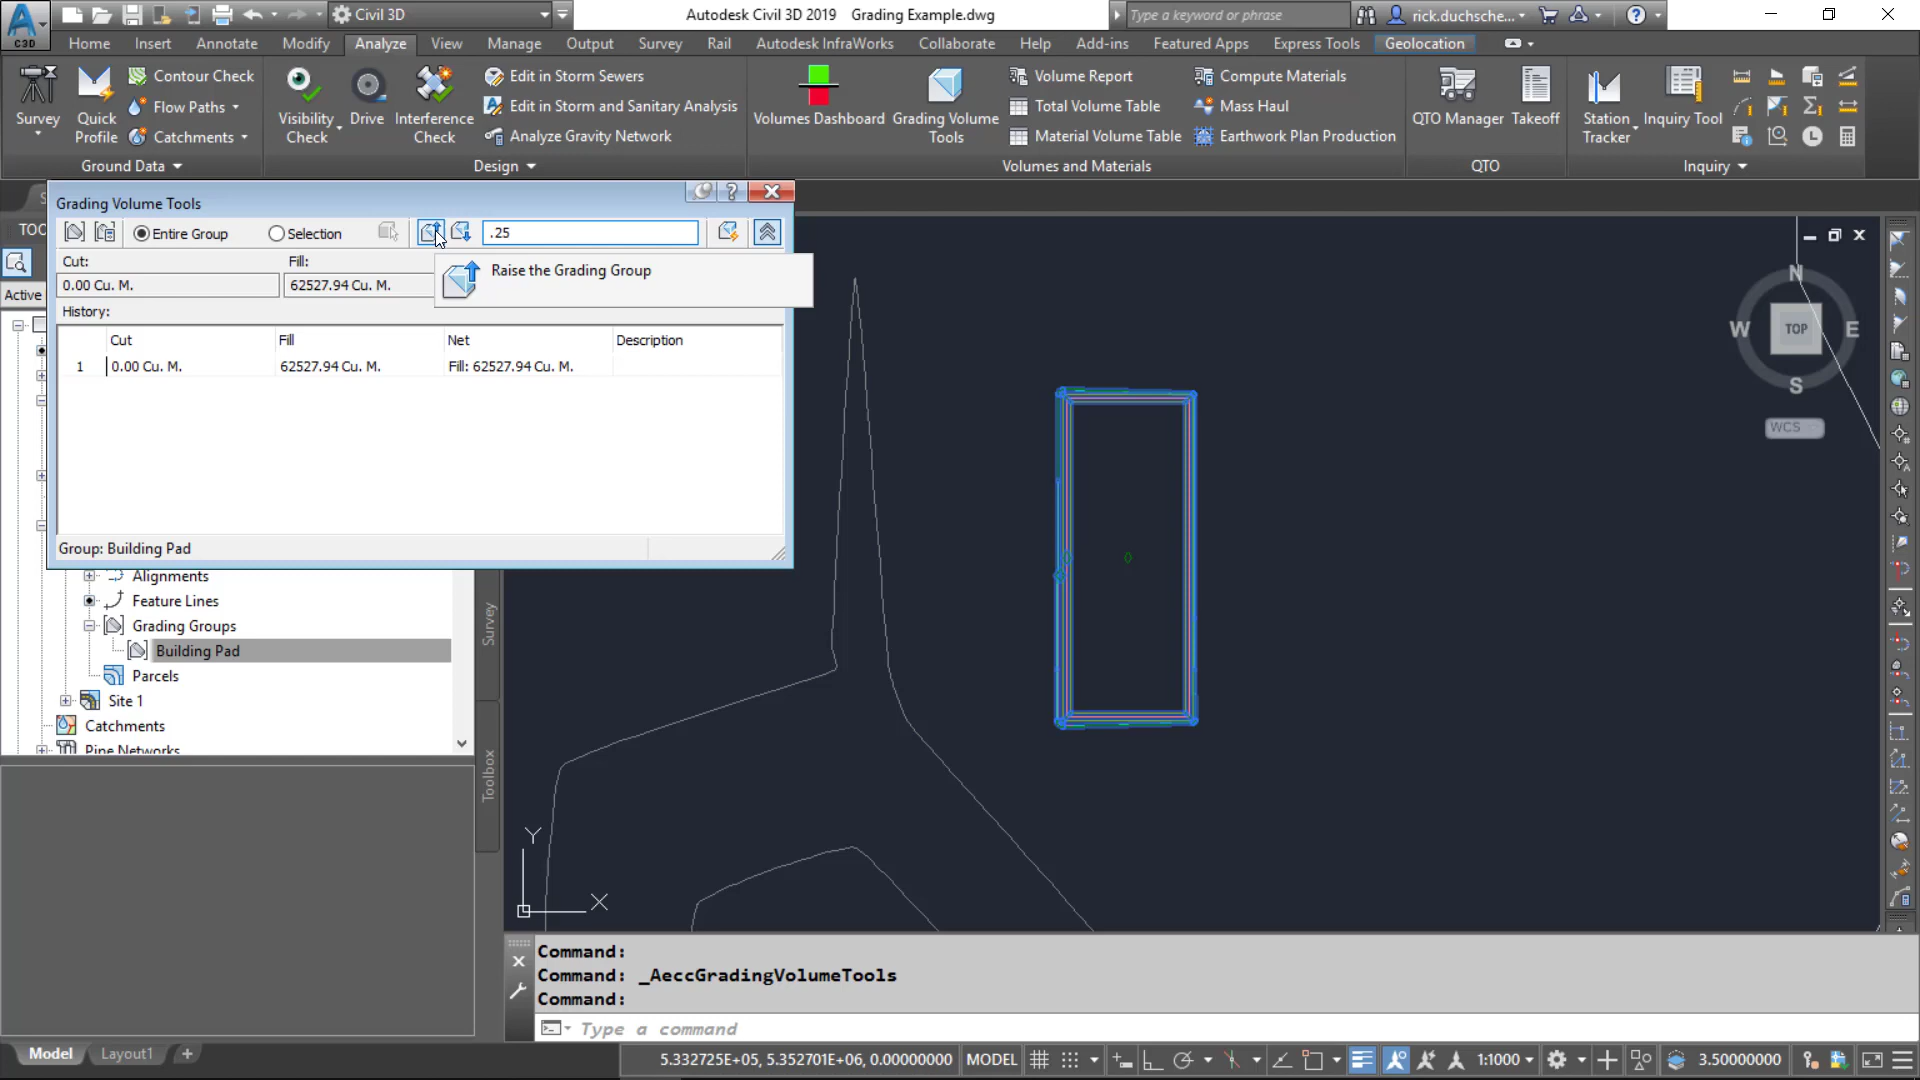 C3D
Civil 3D
Autodesk Civil 3D 2019 Grading Example.dwg
Type a keyword or phrase
rick.duchsche...
Home Insert Annotate Modify Analyze View Manage Output Survey Rail Autodesk InfraWorks Collaborate Help Add-ins Featured Apps Express Tools Geolocation
Survey
Quick Profile
Contour Check
Flow Paths
Catchments
Ground Data
Visibility Check
Drive
Interference Check
Edit in Storm Sewers
Edit in Storm and Sanitary Analysis
Analyze Gravity Network
Design
Volumes Dashboard
Grading Volume Tools
Volume Report
Total Volume Table
Material Volume Table
Compute Materials
Mass Haul
Earthwork Plan Production
Volumes and Materials
QTO Manager
Takeoff
QTO
Station Tracker
Inquiry Tool
Inquiry
Grading Volume Tools
Entire Group
Selection
.25
Cut:
Fill:
0.00 Cu. M.
62527.94 Cu. M.
Raise the Grading Group
History:
Cut Fill Net Description
1 0.00 Cu. M. 62527.94 Cu. M. Fill: 62527.94 Cu. M.
Group: Building Pad
TOO
Active
Alignments
Feature Lines
Grading Groups
Building Pad
Parcels
Site 1
Catchments
Pipe Networks
Survey
Toolbox
N
W
TOP
E
S
WCS
0
Y
X
Command:
Command: _AeccGradingVolumeTools
Command:
Type a command
Model Layout1 +
5.332725E+05, 5.352701E+06, 0.00000000 MODEL 1:1000 3.50000000